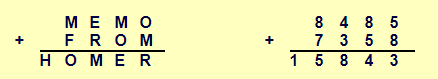 M E M O
+ F R O M
H O M E R
8 4 8 5
+ 7 3 5 8
1 5 8 4 3